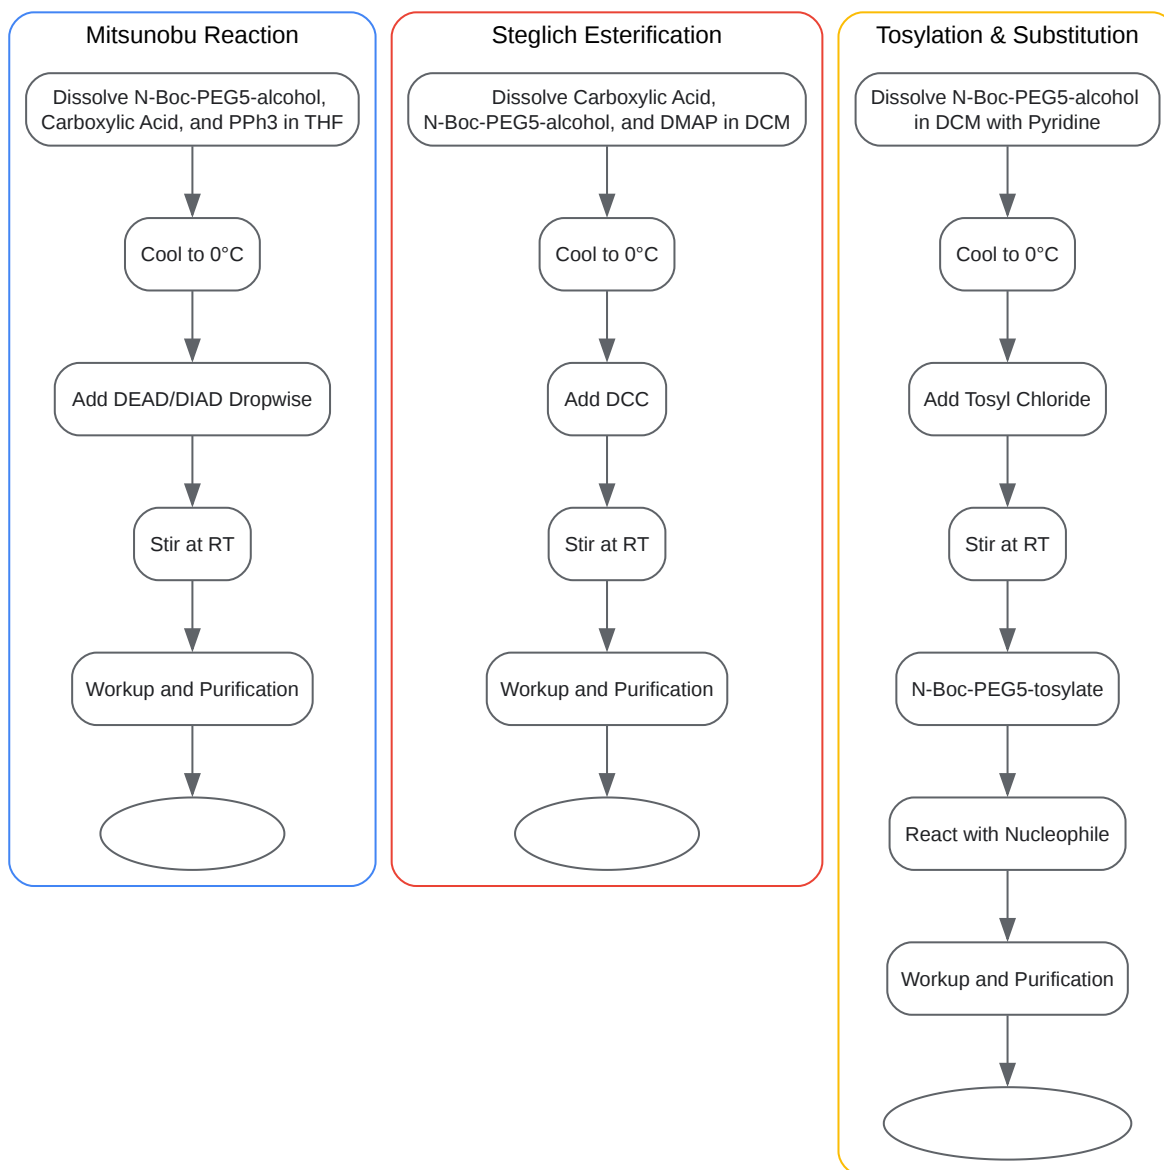 Mitsunobu Reaction
Dissolve N-Boc-PEG5-alcohol,
Carboxylic Acid, and PPh3 in THF
Cool to 0°C
Add DEAD/DIAD Dropwise
Stir at RT
Workup and Purification
Steglich Esterification
Dissolve Carboxylic Acid,
N-Boc-PEG5-alcohol, and DMAP in DCM
Cool to 0°C
Add DCC
Stir at RT
Workup and Purification
Tosylation & Substitution
Dissolve N-Boc-PEG5-alcohol
in DCM with Pyridine
Cool to 0°C
Add Tosyl Chloride
Stir at RT
N-Boc-PEG5-tosylate
React with Nucleophile
Workup and Purification